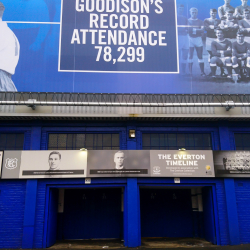 GOODISON'S
RECORD
ATTENDANCE
78,299
THE EVERTON
TIMELINE